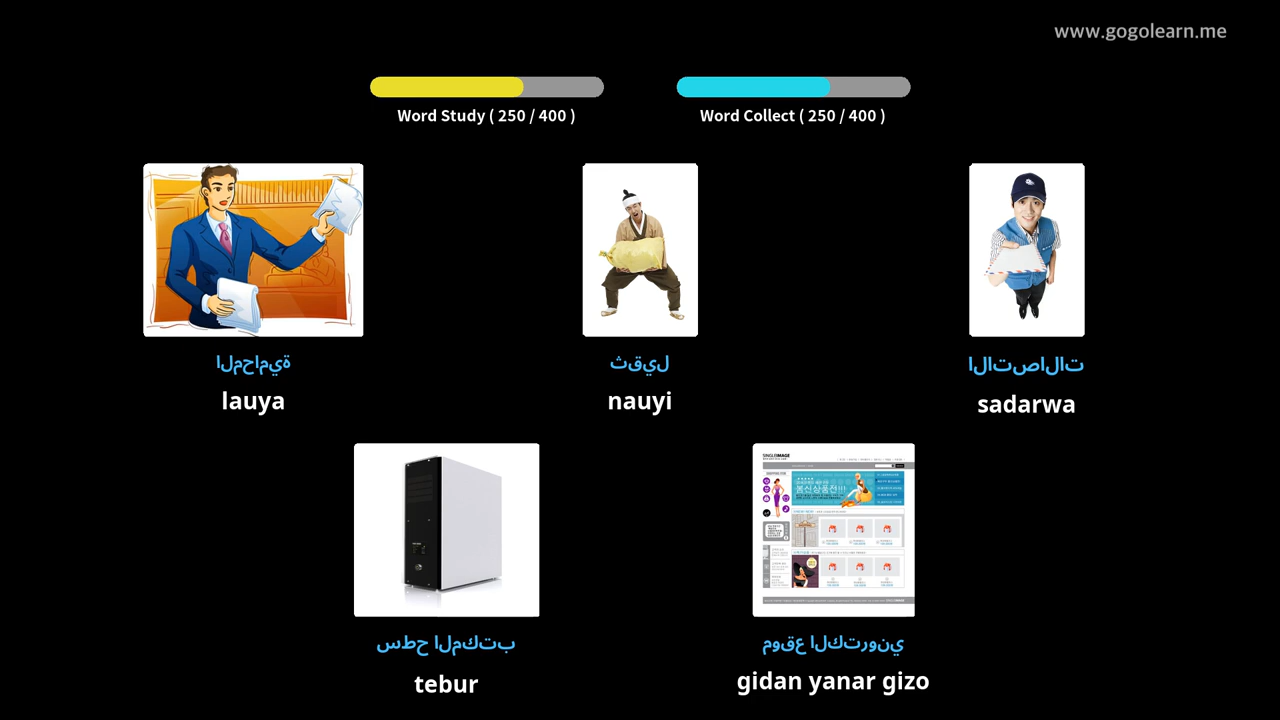 www.gogolearn.me
Word Study ( 250 / 400 )
Word Collect ( 250 / 400 )
المحامية
ثقيل
الاتصالات
lauya
nauyi
sadarwa
سطح المكتب
موقع الكتروني
tebur
gidan yanar gizo